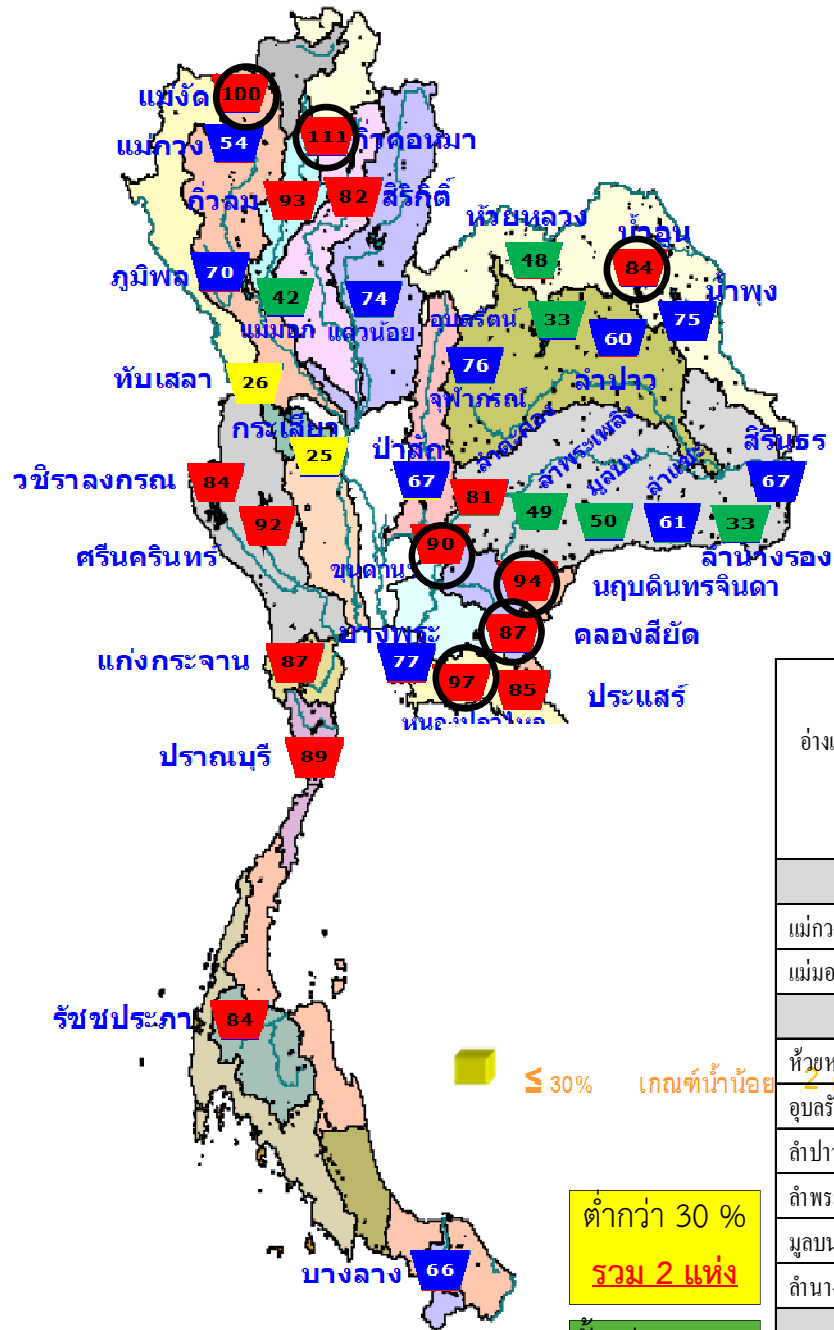 แม่งัด 100
แม่กวง 54
111 กิ่วคอหมา
กิ่วลม 93
82 สิริกิติ์
ห้วยหลวง 48
น้ำอูน 84
ภูมิพล 70
42
แม่มอก
74
แควน้อย
อุบลรัตน์ 33
60
ลำปาว
75 น้ำพุง
76
จุฬาภรณ์
ทับเสลา 26
กระเสียว
25
ป่าสัก
67
ลำตะคอง
81
ลำพระเพลิง
49
มูลบน
50
ลำแชะ
61
33
ลำนางรอง
สิรินธร
67
วชิราลงกรณ 84
92
ศรีนครินทร์
90
ขุนด่านฯ
94
นฤบดินทรจินดา
87 คลองสียัด
บางพระ
77
97
85 ประแสร์
แก่งกระจาน 87
ปราณบุรี 89
รัชชประภา 84
บางลาง 66
≤ 30% เกณฑ์น้ำน้อย 2
ต่ำกว่า 30 %
รวม 2 แห่ง